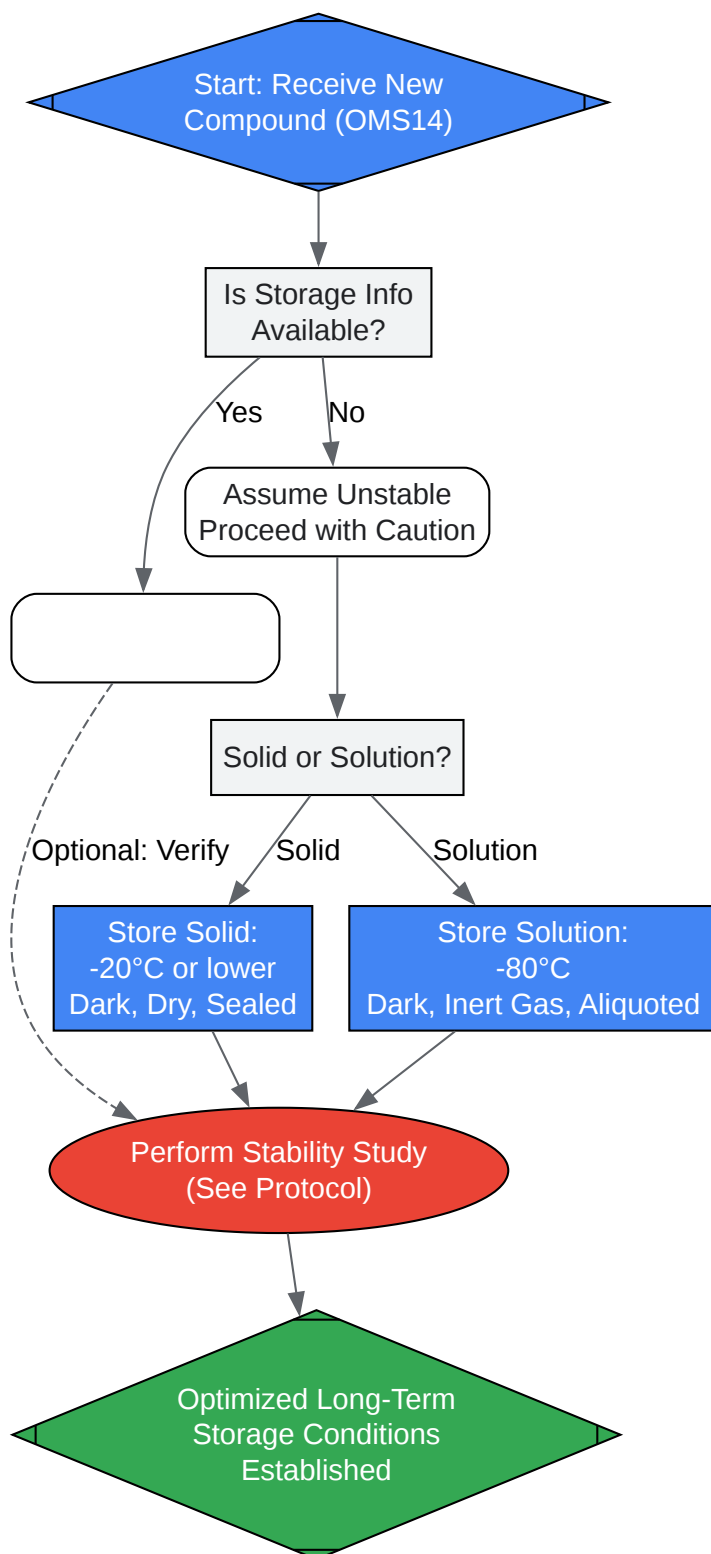 Start: Receive New
Compound (OMS14)
Is Storage Info
Available?
Yes
No
Assume Unstable
Proceed with Caution
Solid or Solution?
Optional: Verify
Solid
Solution
Store Solid:
-20°C or lower
Dark, Dry, Sealed
Store Solution:
-80°C
Dark, Inert Gas, Aliquoted
Perform Stability Study
(See Protocol)
Optimized Long-Term
Storage Conditions
Established